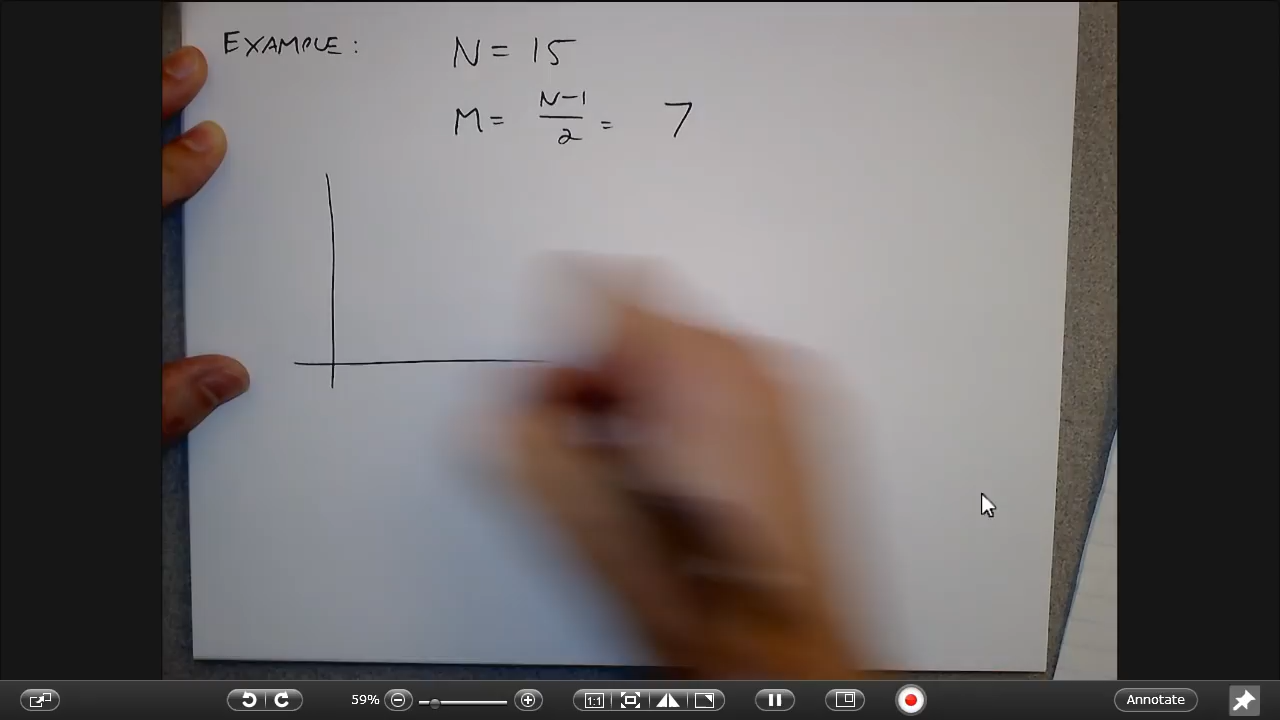 EXAMPLE: N = 15
M = (N-1)/2 = 7
59% 1:1 Annotate